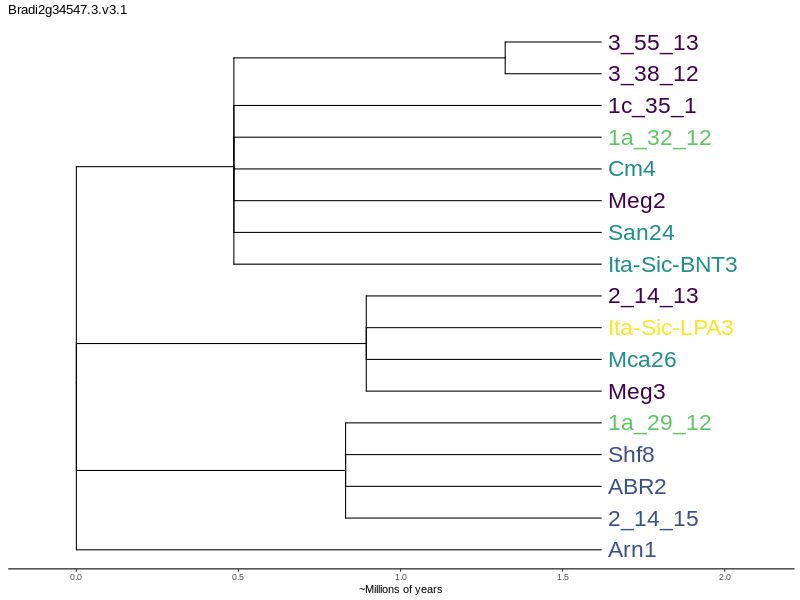 Bradi2g34547.3.v3.1
3_55_13
3_38_12
1c_35_1
1a_32_12
Cm4
Meg2
San24
Ita-Sic-BNT3
2_14_13
Ita-Sic-LPA3
Mca26
Meg3
1a_29_12
Shf8
ABR2
2_14_15
Arn1
0.0 0.5 1.0 1.5 2.0
~Millions of years